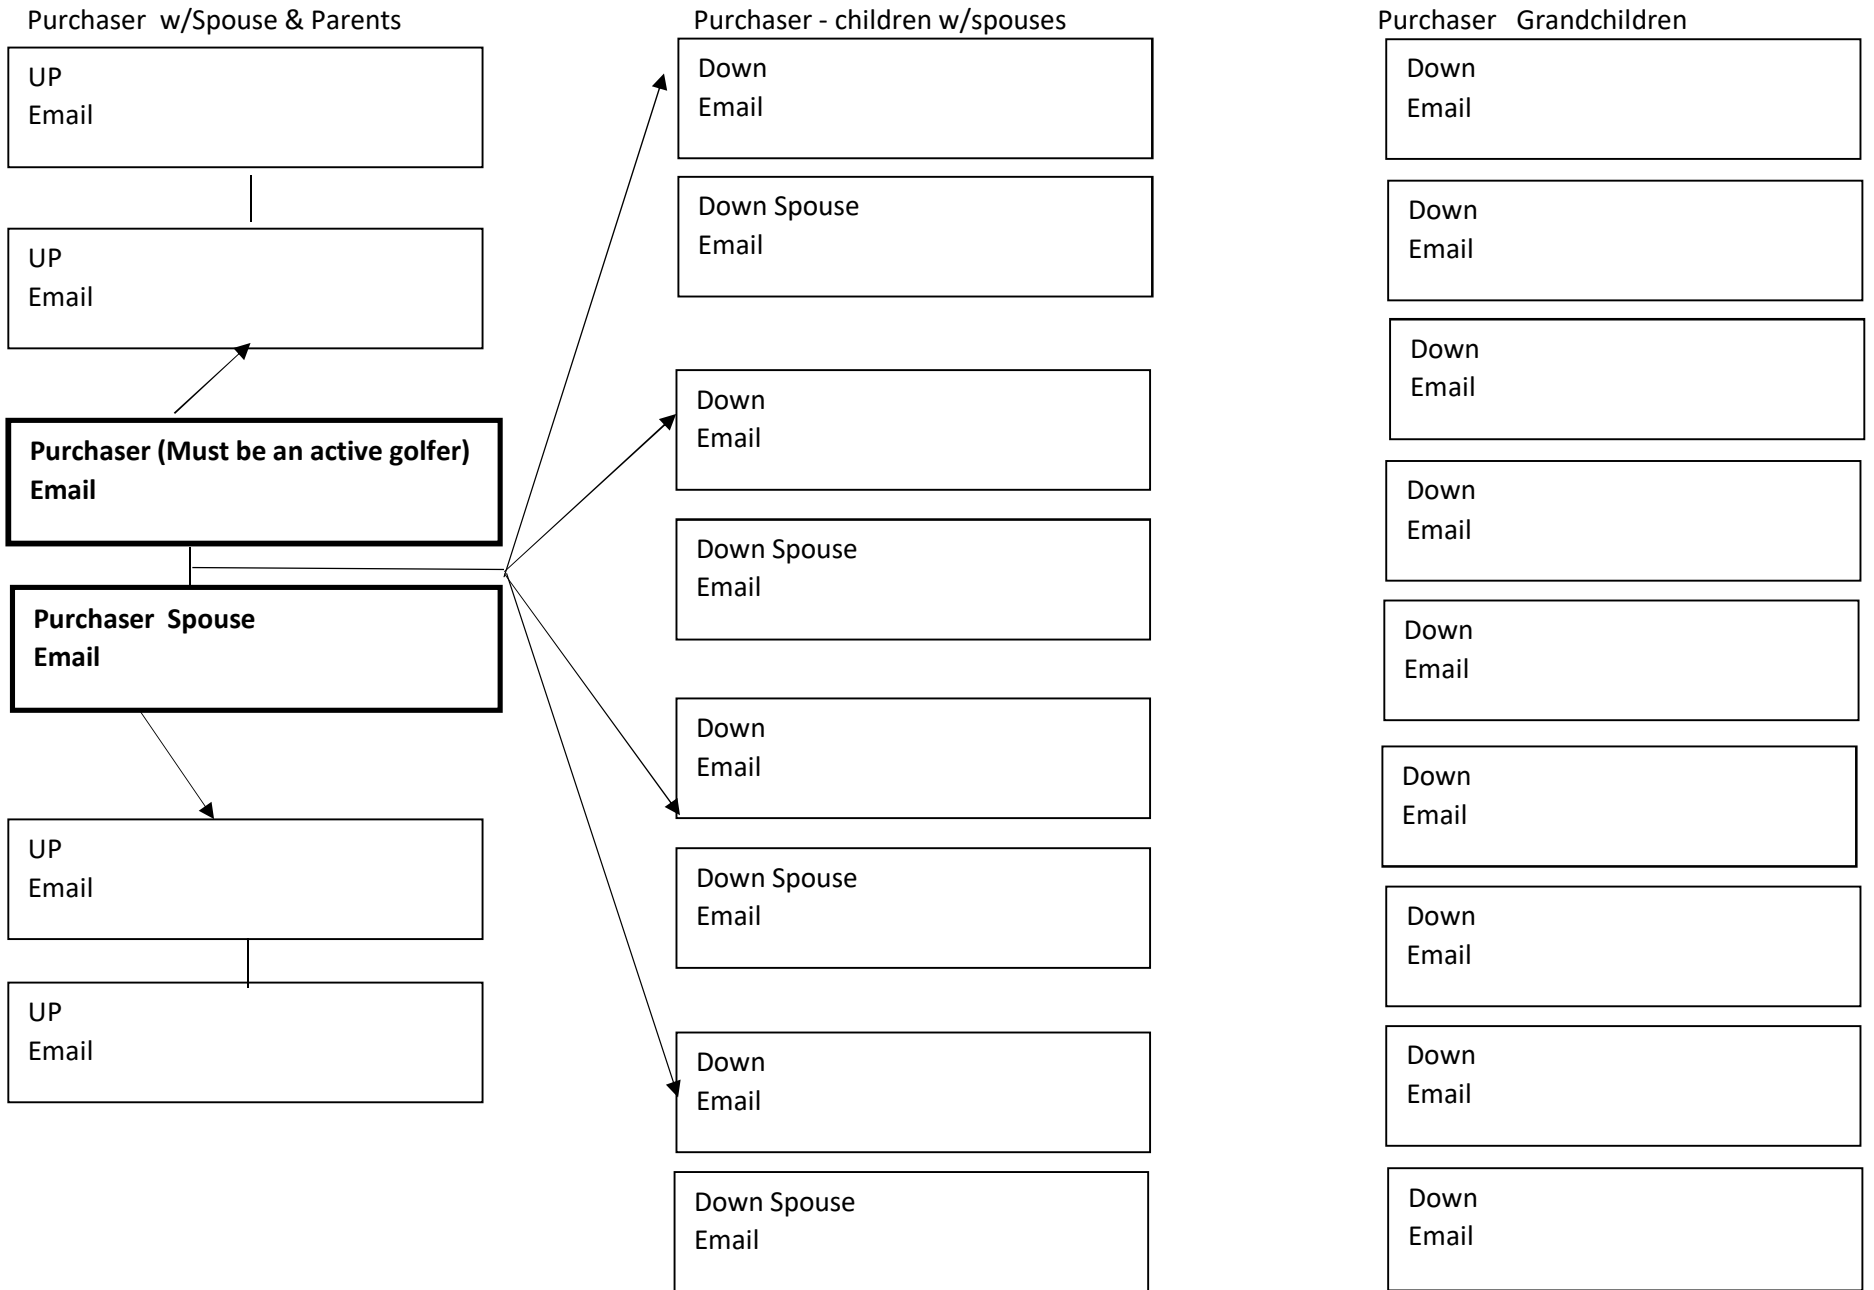 Purchaser w/Spouse & Parents
UP
Email
UP
Email
Purchaser (Must be an active golfer)
Email
Purchaser Spouse
Email
UP
Email
UP
Email
Purchaser - children w/spouses
Down
Email
Down Spouse
Email
Down
Email
Down Spouse
Email
Down
Email
Down Spouse
Email
Down
Email
Down Spouse
Email
Purchaser Grandchildren
Down
Email
Down
Email
Down
Email
Down
Email
Down
Email
Down
Email
Down
Email
Down
Email
Down
Email